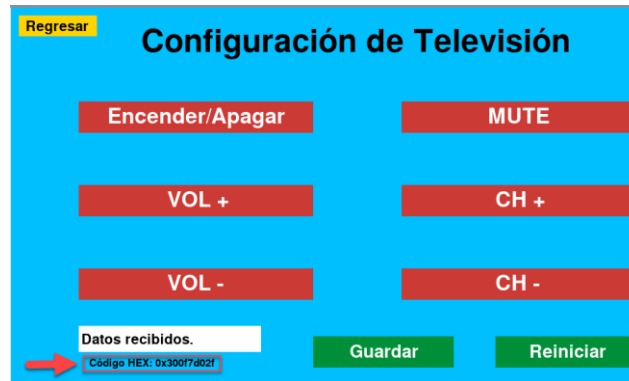 Regresar
Configuración de Televisión
Encender/Apagar
MUTE
VOL +
CH +
VOL -
CH -
Datos recibidos.
Código HEX: 0x300f7d02f
Guardar
Reiniciar